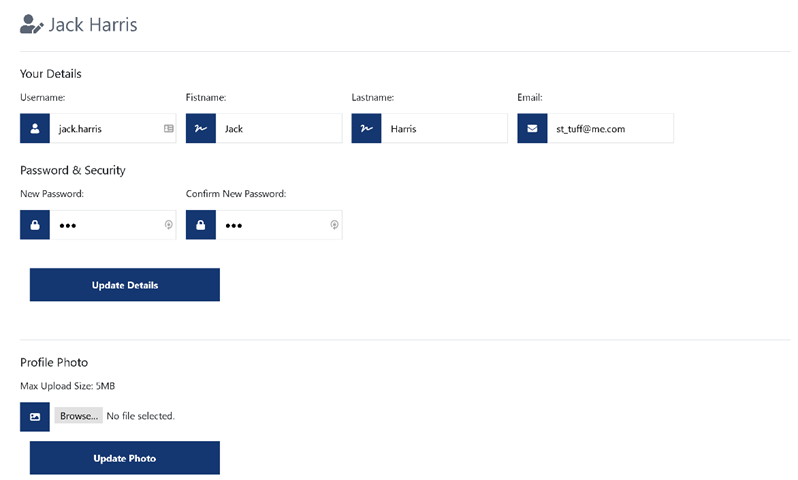 Jack Harris
Your Details
Username: Fistname: Lastname: Email:
jack.harris Jack Harris st_tuff@me.com
Password & Security
New Password: Confirm New Password:
●●● ●●●
Update Details
Profile Photo
Max Upload Size: 5MB
Browse... No file selected.
Update Photo